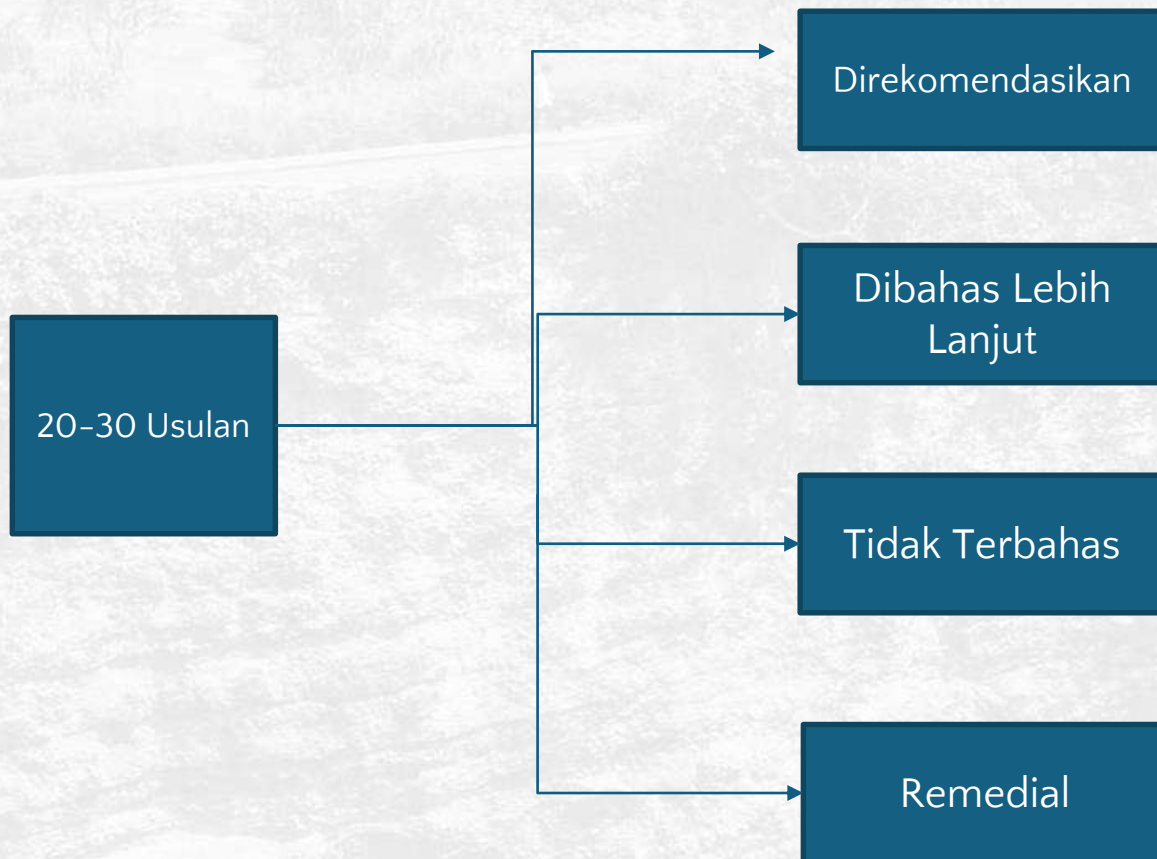 Direkomendasikan
Dibahas Lebih
Lanjut
20-30 Usulan
Tidak Terbahas
Remedial